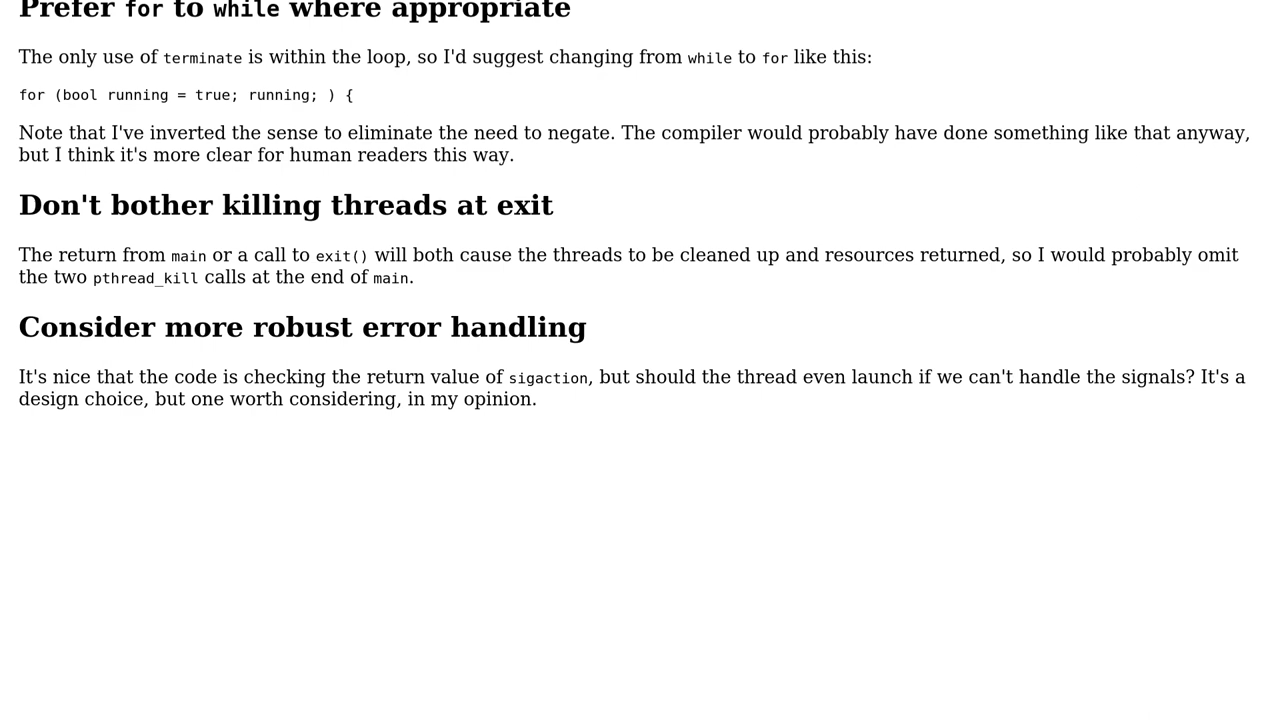 Prefer for to while where appropriate
The only use of terminate is within the loop, so I'd suggest changing from while to for like this:
for (bool running = true; running; ) {
Note that I've inverted the sense to eliminate the need to negate. The compiler would probably have done something like that anyway,
but I think it's more clear for human readers this way.
Don't bother killing threads at exit
The return from main or a call to exit() will both cause the threads to be cleaned up and resources returned, so I would probably omit
the two pthread_kill calls at the end of main.
Consider more robust error handling
It's nice that the code is checking the return value of sigaction, but should the thread even launch if we can't handle the signals? It's a
design choice, but one worth considering, in my opinion.